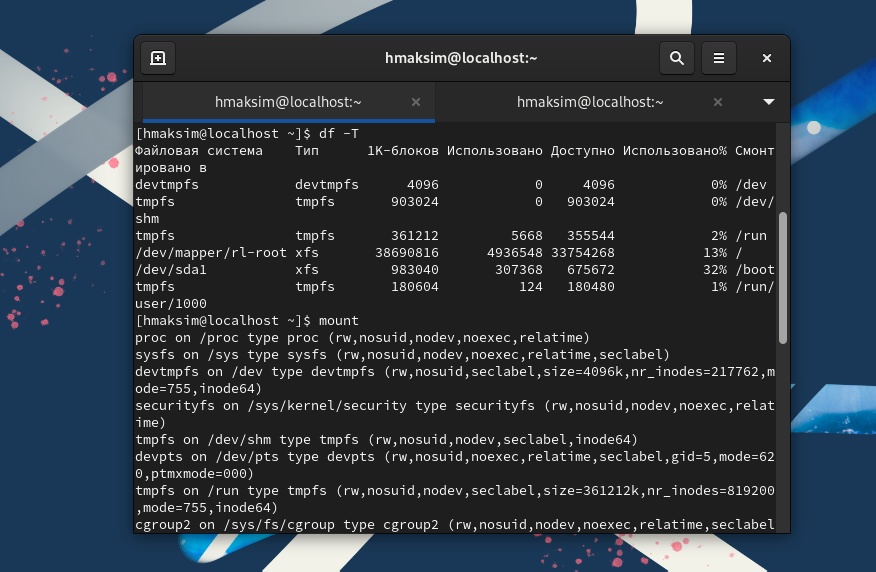 hmaksim@localhost:~
hmaksim@localhost:~ hmaksim@localhost:~
[hmaksim@localhost ~]$ df -T
Файловая система    Тип      1K-блоков Использовано Доступно Использовано% Смонт
ировано в
devtmpfs            devtmpfs      4096            0     4096            0% /dev
tmpfs               tmpfs       903024            0   903024            0% /dev/
shm
tmpfs               tmpfs       361212         5668   355544            2% /run
/dev/mapper/rl-root xfs       38690816      4936548 33754268           13% /
/dev/sda1           xfs         983040       307368   675672           32% /boot
tmpfs               tmpfs       180604          124   180480            1% /run/
user/1000
[hmaksim@localhost ~]$ mount
proc on /proc type proc (rw,nosuid,nodev,noexec,relatime)
sysfs on /sys type sysfs (rw,nosuid,nodev,noexec,relatime,seclabel)
devtmpfs on /dev type devtmpfs (rw,nosuid,seclabel,size=4096k,nr_inodes=217762,m
ode=755,inode64)
securityfs on /sys/kernel/security type securityfs (rw,nosuid,nodev,noexec,relat
ime)
tmpfs on /dev/shm type tmpfs (rw,nosuid,nodev,seclabel,inode64)
devpts on /dev/pts type devpts (rw,nosuid,noexec,relatime,seclabel,gid=5,mode=62
0,ptmxmode=000)
tmpfs on /run type tmpfs (rw,nosuid,nodev,seclabel,size=361212k,nr_inodes=819200
,mode=755,inode64)
cgroup2 on /sys/fs/cgroup type cgroup2 (rw,nosuid,nodev,noexec,relatime,seclabel